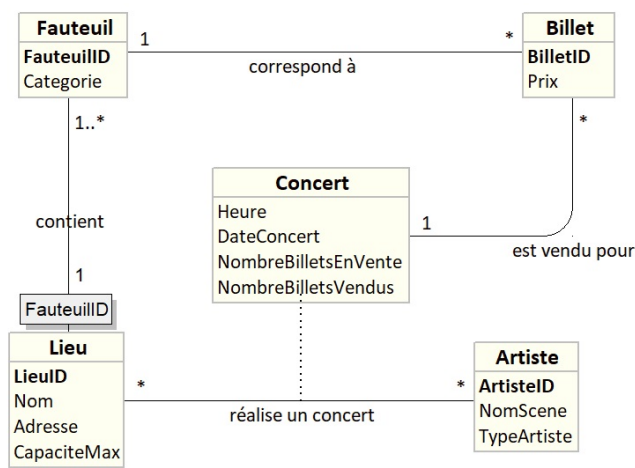 Fauteuil
FauteuilID
Categorie
1
*
correspond à
Billet
BilletID
Prix
1..*
*
contient
Concert
Heure
DateConcert
NombreBilletsEnVente
NombreBilletsVendus
1
est vendu pour
1
FauteuilID
Lieu
LieuID
Nom
Adresse
CapaciteMax
*
*
réalise un concert
Artiste
ArtisteID
NomScene
TypeArtiste